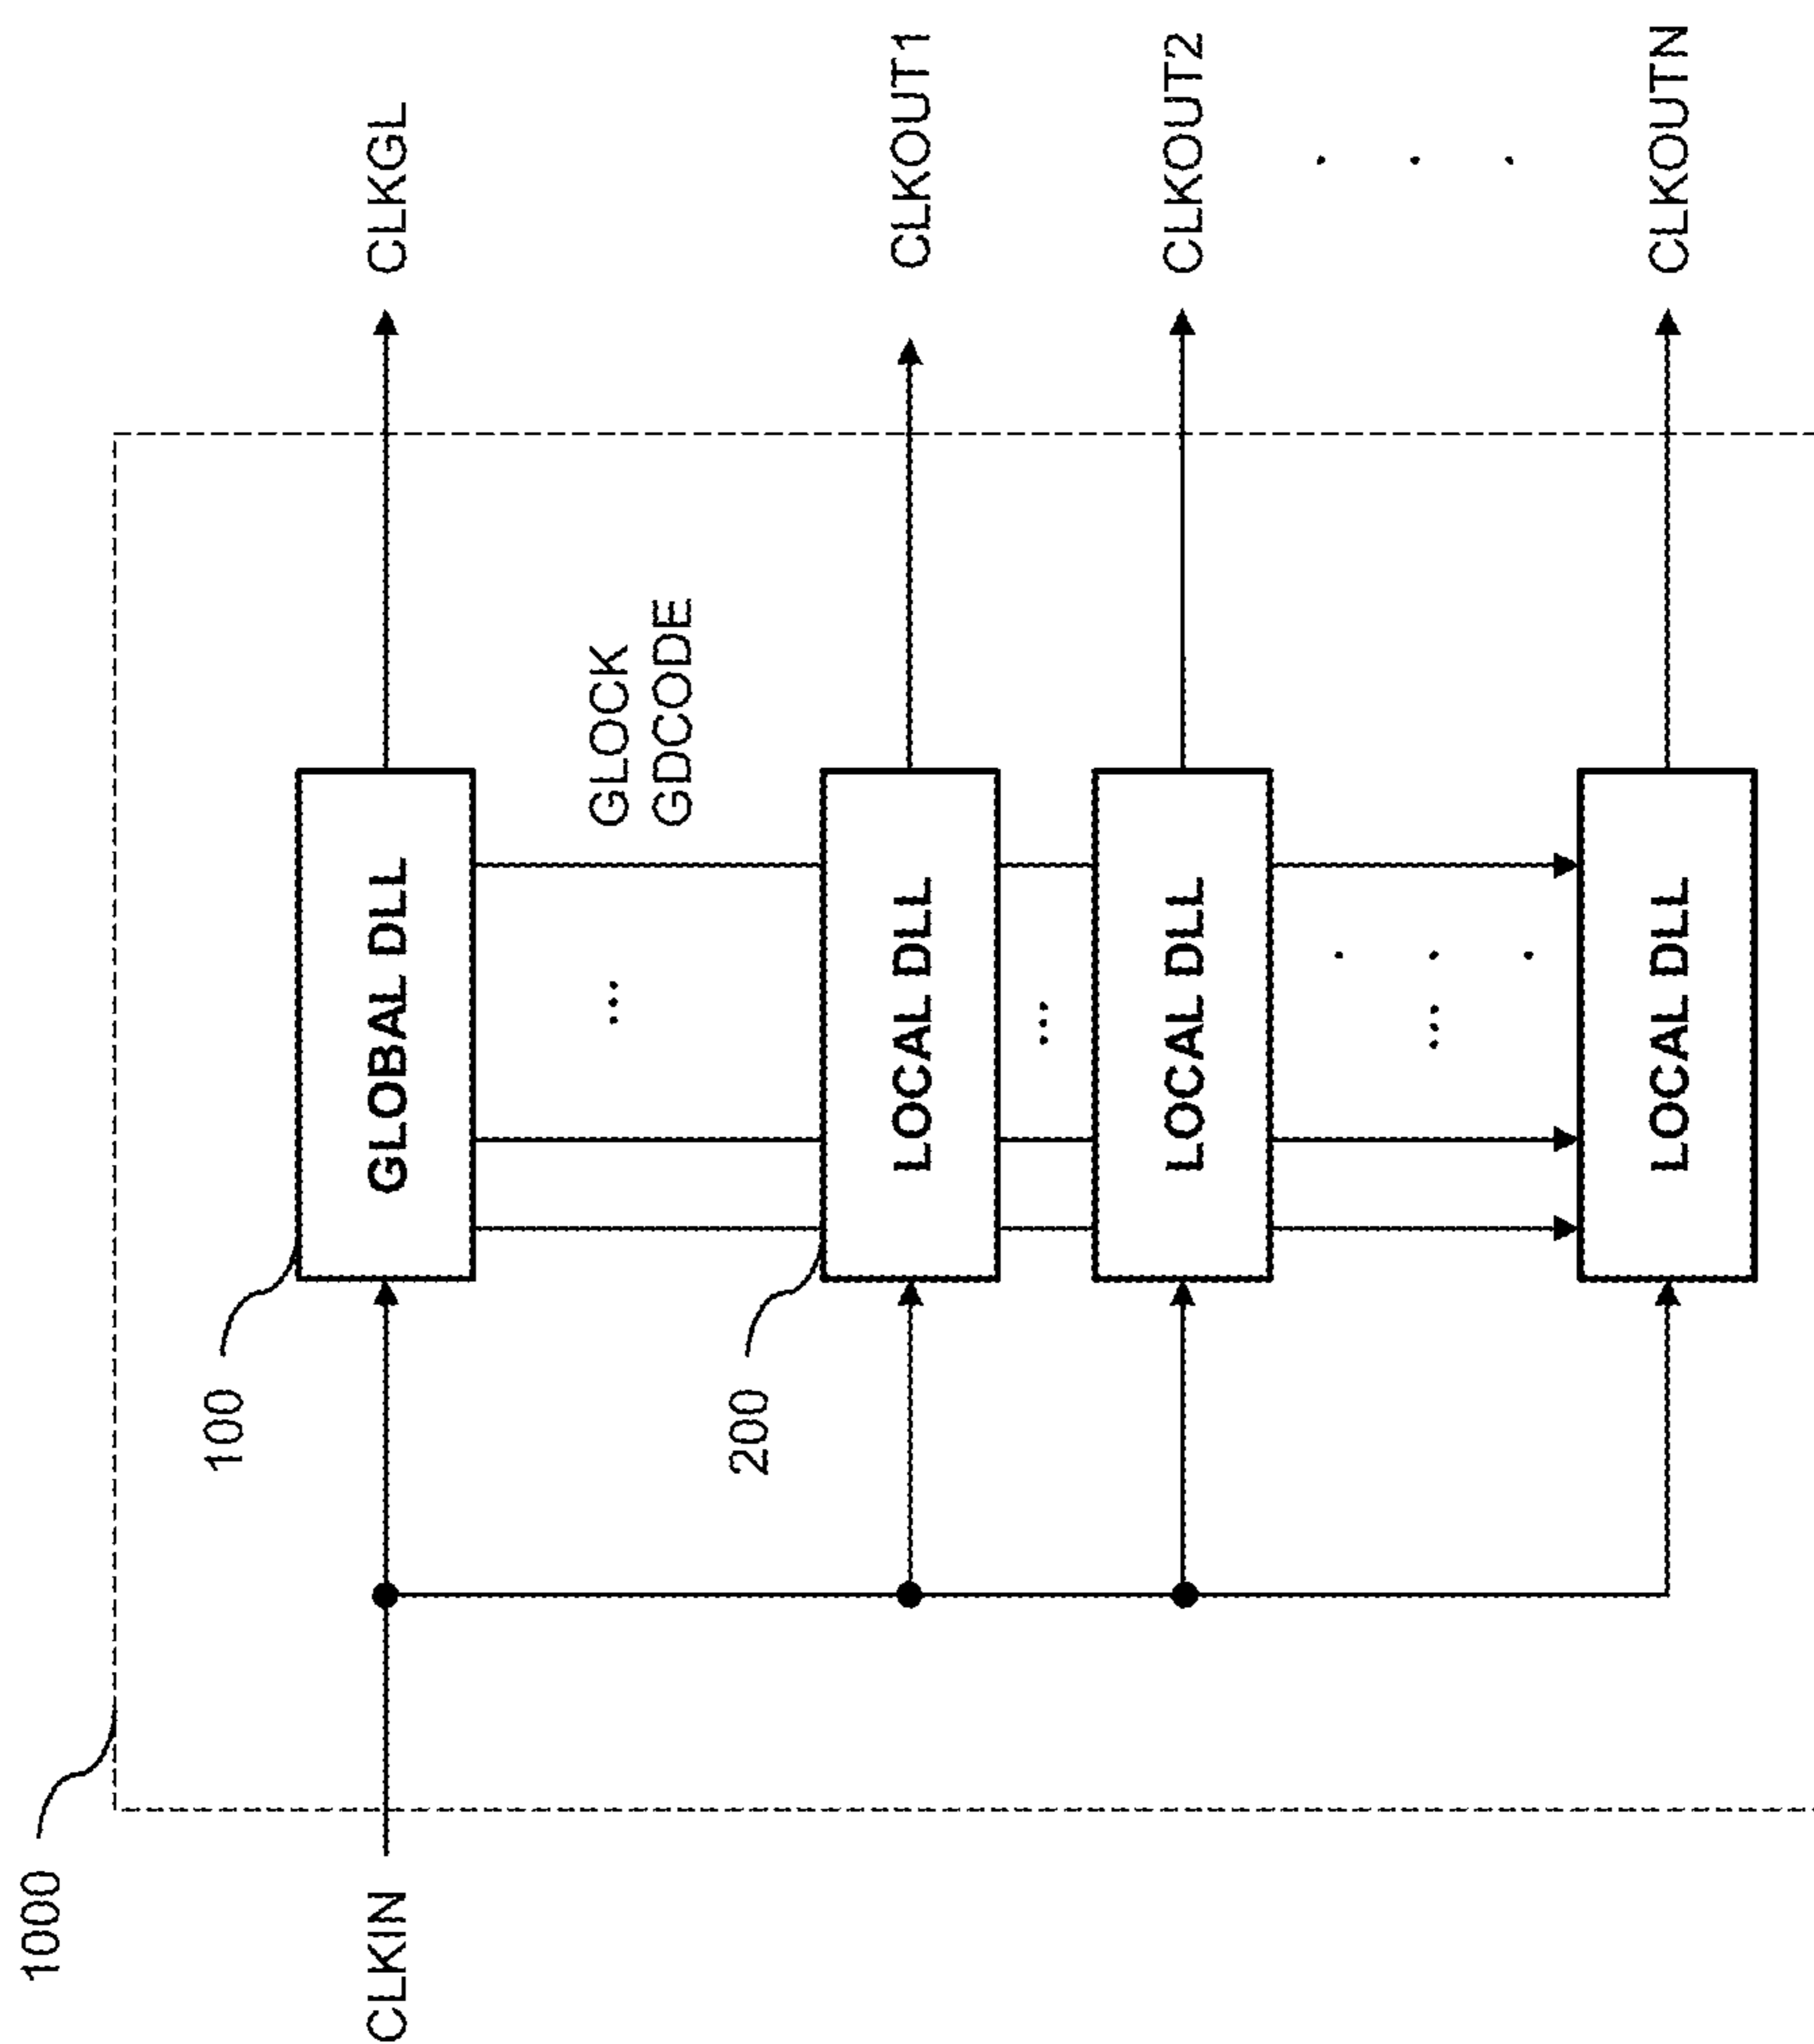 1000
100
CLKIN
GLOBAL DLL
CLKGL
GLOCK
GDCODE
200
LOCAL DLL
CLKOUT1
...
LOCAL DLL
CLKOUT2
...
LOCAL DLL
CLKOUTN